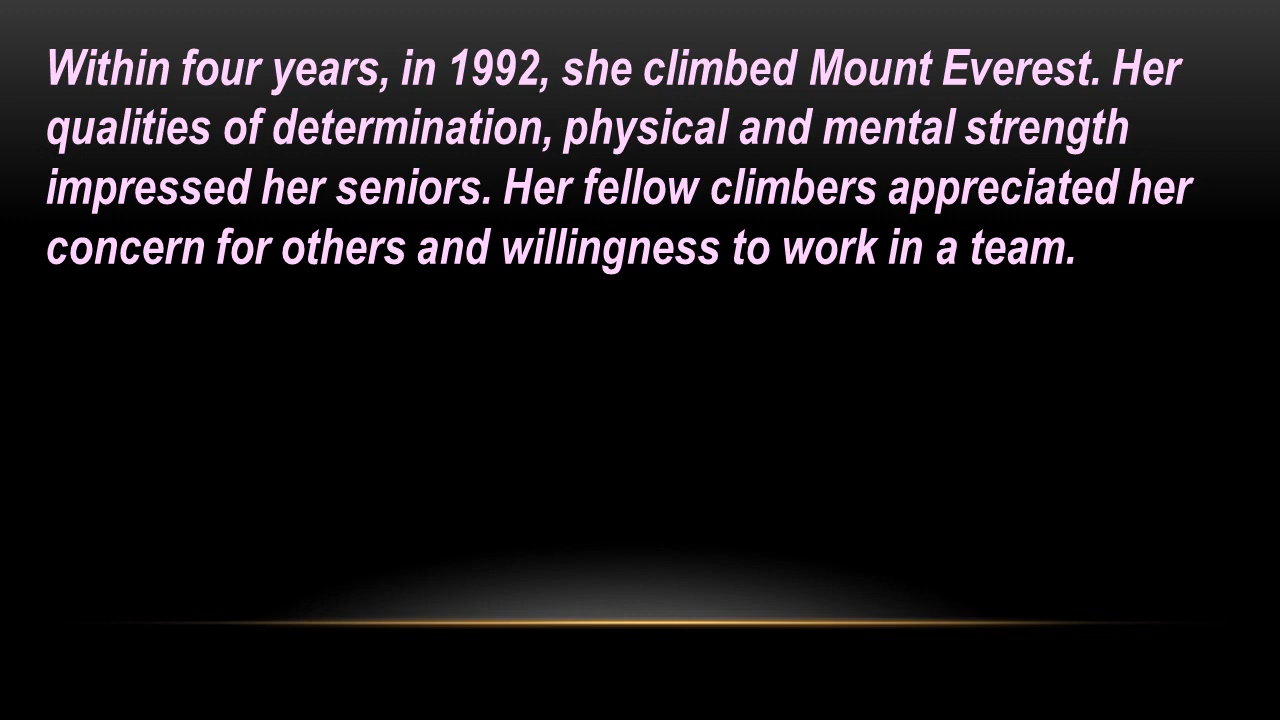 Within four years, in 1992, she climbed Mount Everest. Her
qualities of determination, physical and mental strength
impressed her seniors. Her fellow climbers appreciated her
concern for others and willingness to work in a team.